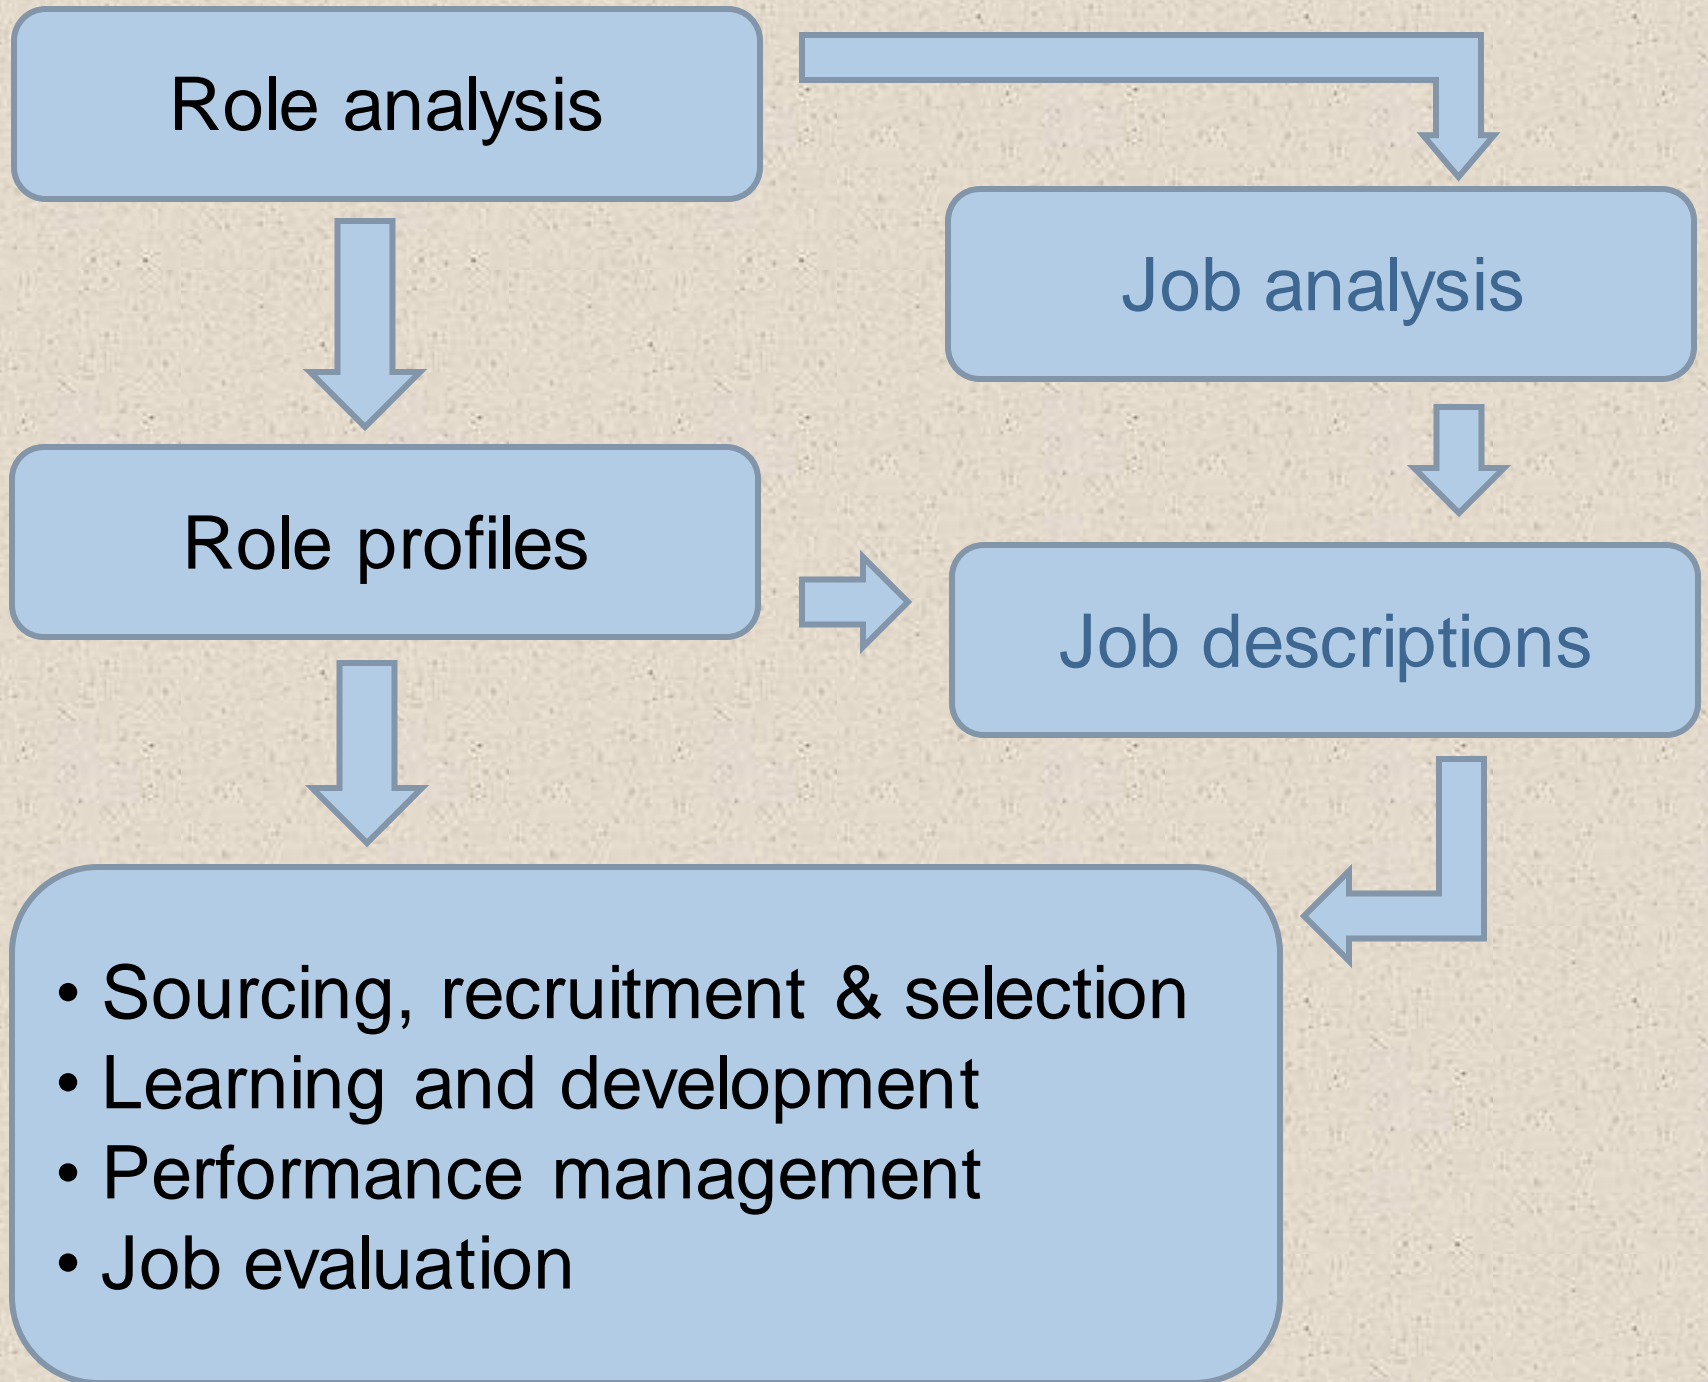 Role analysis
Job analysis
Role profiles
Job descriptions
• Sourcing, recruitment & selection
• Learning and development
• Performance management
• Job evaluation